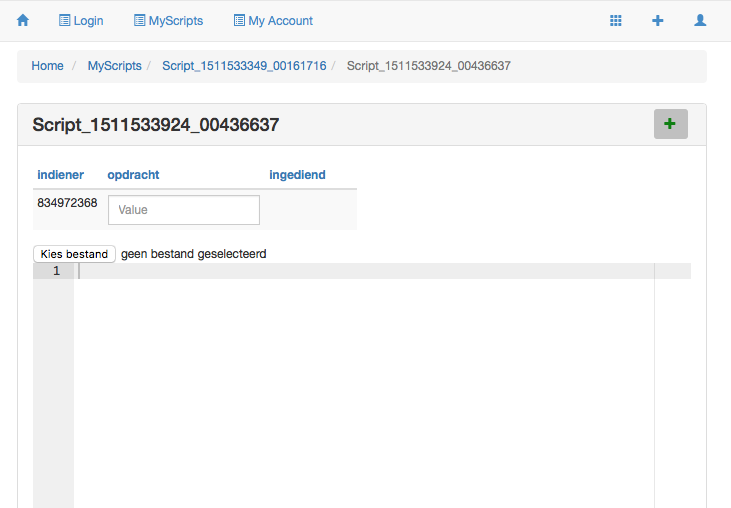 Login MyScripts My Account
Home / MyScripts / Script_1511533349_00161716 / Script_1511533924_00436637
Script_1511533924_00436637
indiener opdracht ingediend
834972368 Value
Kies bestand geen bestand geselecteerd
1